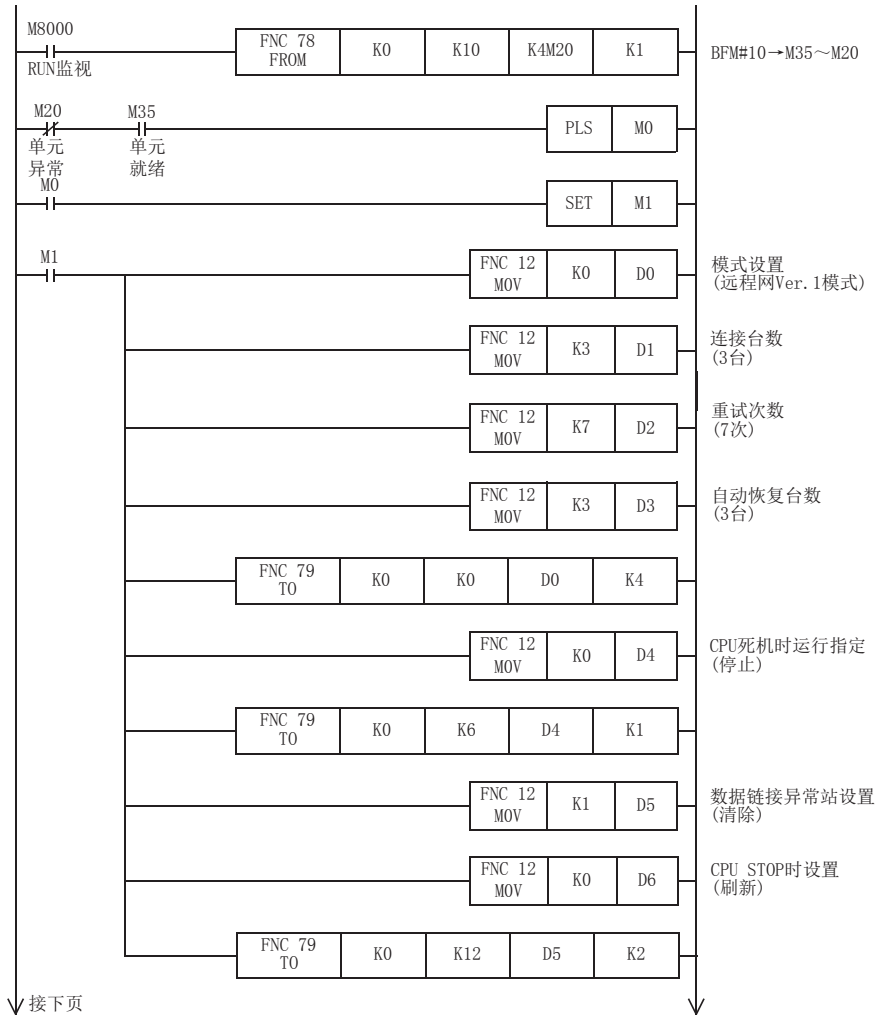 M8000
RUN监视
FNC 78
FROM
K0
K10
K4M20
K1
BFM#10→M35～M20
M20
M35
单元
异常
单元
就绪
PLS
M0
M0
SET
M1
M1
FNC 12
MOV
K0
D0
模式设置
(远程网Ver.1模式)
FNC 12
MOV
K3
D1
连接台数
(3台)
FNC 12
MOV
K7
D2
重试次数
(7次)
FNC 12
MOV
K3
D3
自动恢复台数
(3台)
FNC 79
TO
K0
K0
D0
K4
FNC 12
MOV
K0
D4
CPU死机时运行指定
(停止)
FNC 79
TO
K0
K6
D4
K1
FNC 12
MOV
K1
D5
数据链接异常站设置
(清除)
FNC 12
MOV
K0
D6
CPU STOP时设置
(刷新)
FNC 79
TO
K0
K12
D5
K2
接下页